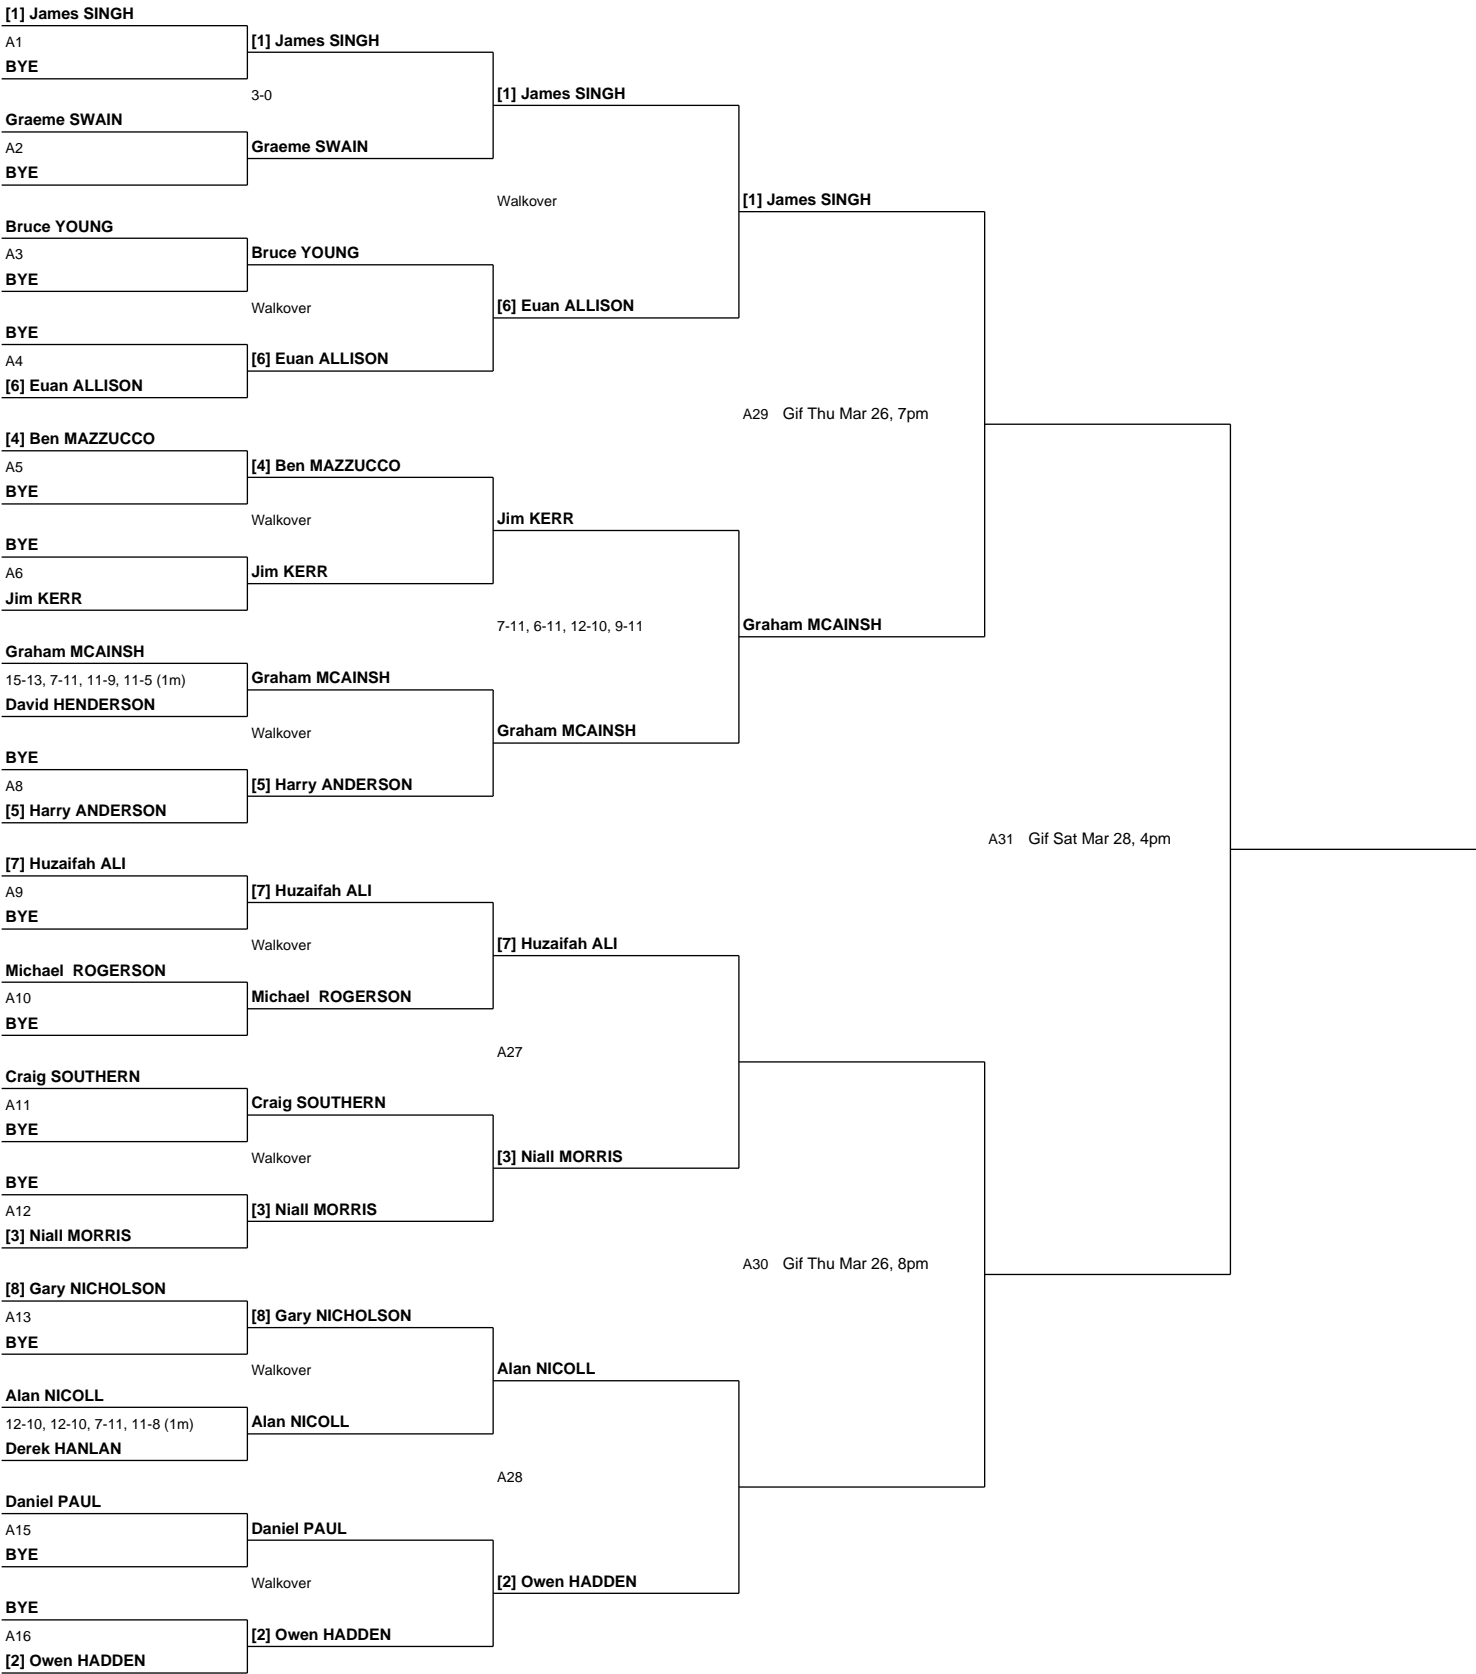 [1] James SINGH
A1
BYE
Graeme SWAIN
A2
BYE
Bruce YOUNG
A3
BYE
BYE
A4
[6] Euan ALLISON
[4] Ben MAZZUCCO
A5
BYE
BYE
A6
Jim KERR
Graham MCAINSH
15-13, 7-11, 11-9, 11-5 (1m)
David HENDERSON
BYE
A8
[5] Harry ANDERSON
[7] Huzaifah ALI
A9
BYE
Michael  ROGERSON
A10
BYE
Craig SOUTHERN
A11
BYE
BYE
A12
[3] Niall MORRIS
[8] Gary NICHOLSON
A13
BYE
Alan NICOLL
12-10, 12-10, 7-11, 11-8 (1m)
Derek HANLAN
Daniel PAUL
A15
BYE
BYE
A16
[2] Owen HADDEN
[1] James SINGH
3-0
Graeme SWAIN
Bruce YOUNG
Walkover
[6] Euan ALLISON
[4] Ben MAZZUCCO
Walkover
Jim KERR
Graham MCAINSH
Walkover
[5] Harry ANDERSON
[7] Huzaifah ALI
Walkover
Michael  ROGERSON
Craig SOUTHERN
Walkover
[3] Niall MORRIS
[8] Gary NICHOLSON
Walkover
Alan NICOLL
Daniel PAUL
Walkover
[2] Owen HADDEN
[1] James SINGH
Walkover
[6] Euan ALLISON
Jim KERR
7-11, 6-11, 12-10, 9-11
Graham MCAINSH
[7] Huzaifah ALI
A27
[3] Niall MORRIS
Alan NICOLL
A28
[2] Owen HADDEN
[1] James SINGH
A29 Gif Thu Mar 26, 7pm
Graham MCAINSH
A30 Gif Thu Mar 26, 8pm
A31 Gif Sat Mar 28, 4pm